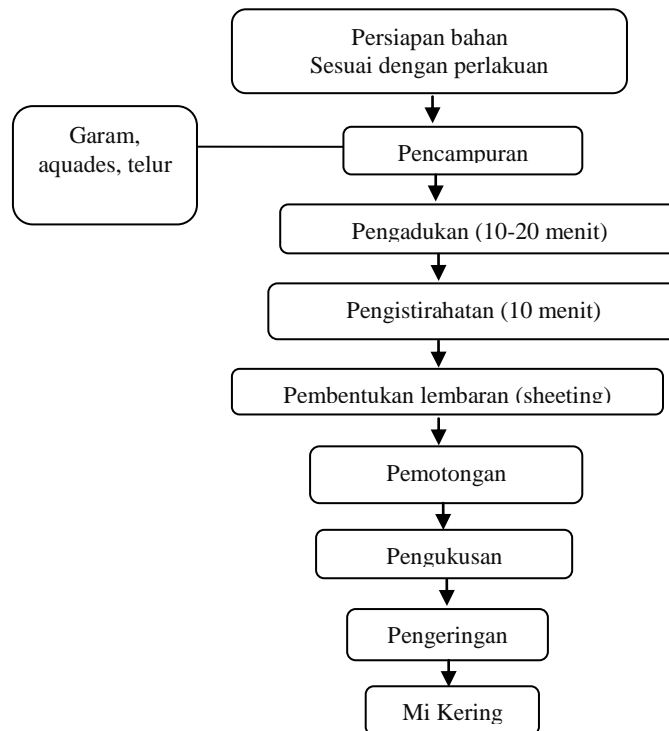 Persiapan bahan
Sesuai dengan perlakuan
Garam,
aquades, telur
Pencampuran
Pengadukan (10-20 menit)
Pengistirahatan (10 menit)
Pembentukan lembaran (sheeting)
Pemotongan
Pengukusan
Pengeringan
Mi Kering